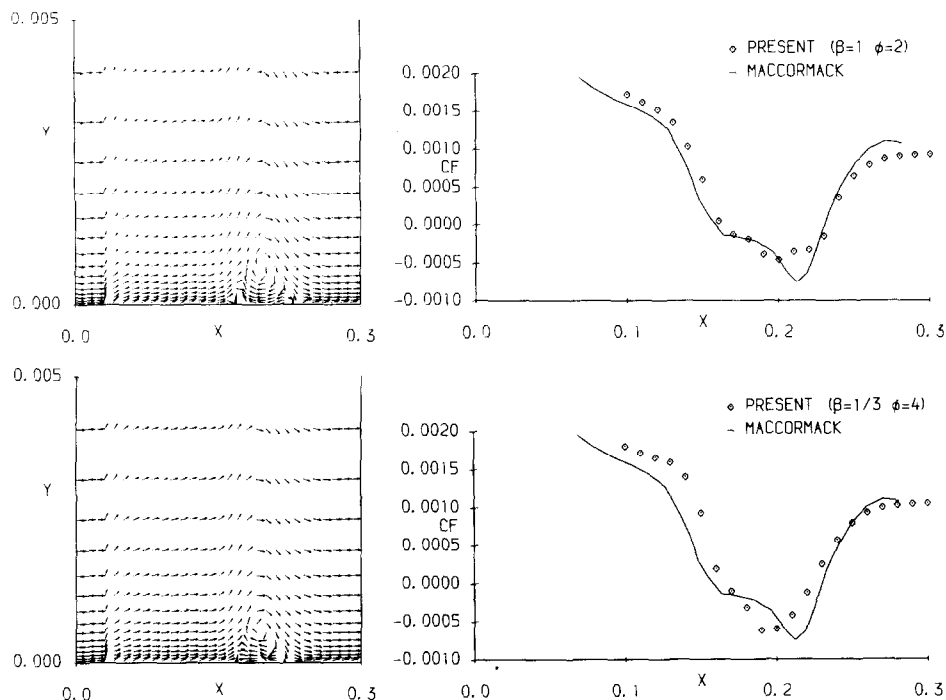 0.005
Y
0.000
0.0
X
0.3
◇ PRESENT (β=1 φ=2)
— MACCORMACK
0.0020
0.0015
0.0010
CF
0.0005
0.0000
-0.0005
-0.0010
0.0
0.1
X
0.2
0.3
0.005
Y
0.000
0.0
X
0.3
◇ PRESENT (β=1/3 φ=4)
— MACCORMACK
0.0020
0.0015
0.0010
CF
0.0005
0.0000
-0.0005
-0.0010
0.0
0.1
X
0.2
0.3